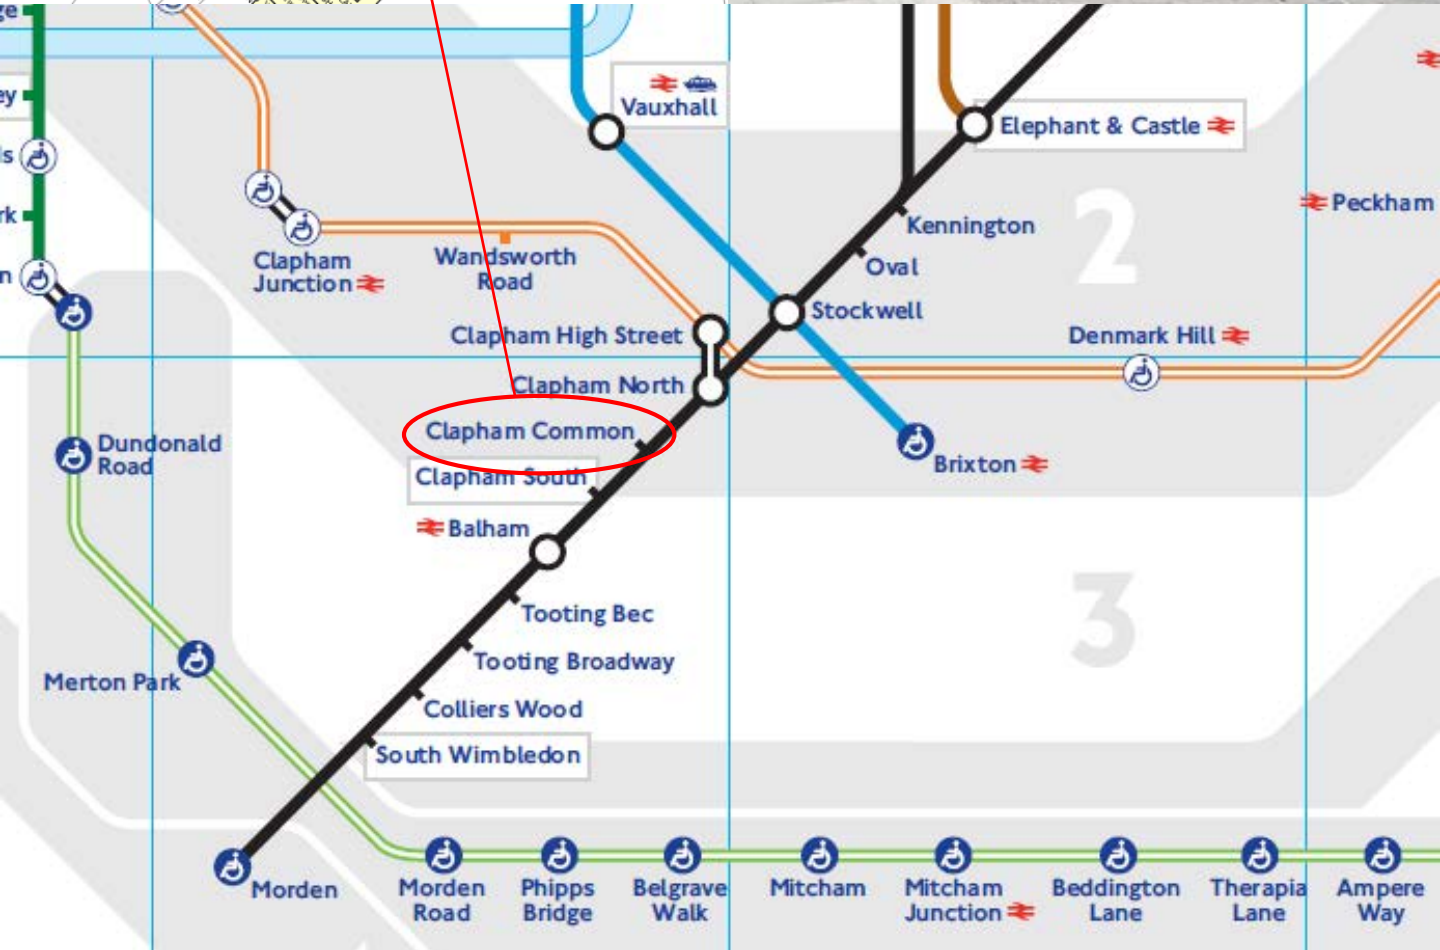 Vauxhall
Elephant & Castle
2
Peckham
Kennington
Clapham
Junction
Wandsworth
Road
Oval
Stockwell
Clapham High Street
Denmark Hill
Clapham North
Clapham Common
Dundonald
Road
Brixton
Clapham South
Balham
3
Tooting Bec
Tooting Broadway
Merton Park
Colliers Wood
South Wimbledon
Morden
Morden
Road
Phipps
Bridge
Belgrave
Walk
Mitcham
Mitcham
Junction
Beddington
Lane
Therapia
Lane
Ampere
Way